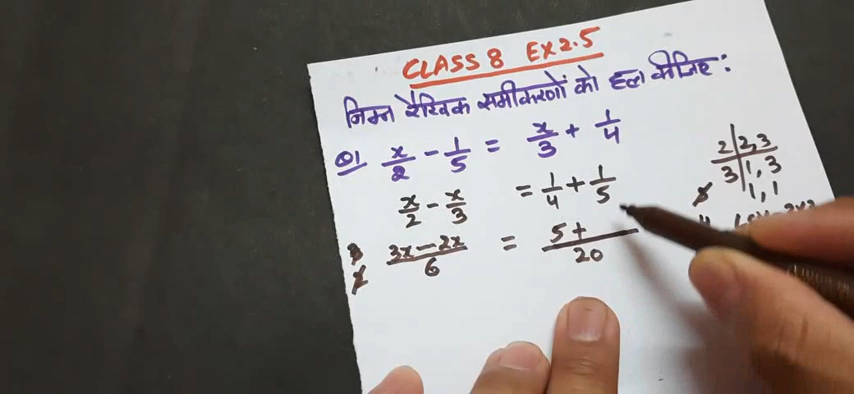 CLASS 8 EX 2.5
निम्न रैखिक समीकरणों को हल कीजिए:
Q1 x/2 - 1/5 = x/3 + 1/4
x/2 - x/3 = 1/4 + 1/5
3x - 2x/6 = 5+/20
2 | 2, 3
3 | 1, 3
1, 1